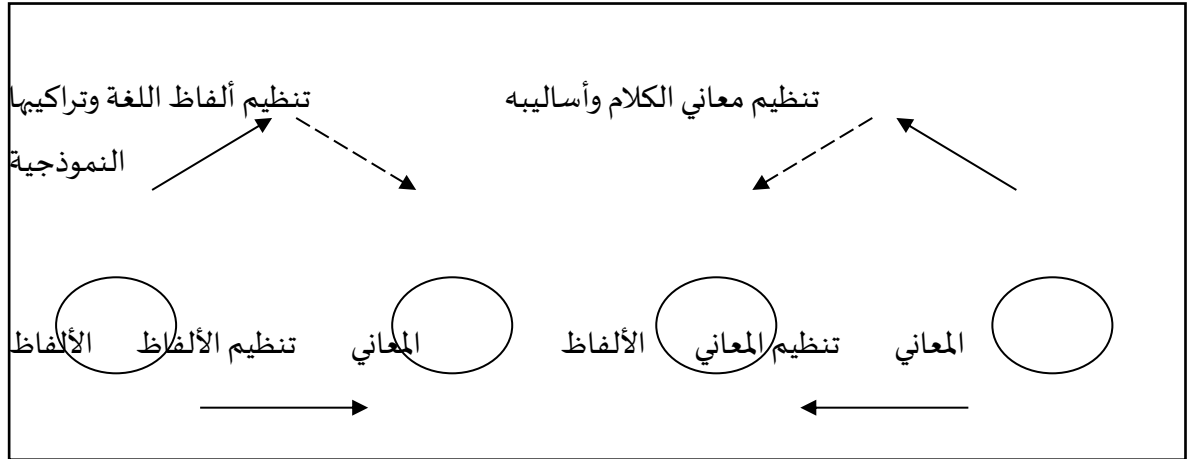 تنظيم معاني الكلام وأساليبه تنظيم ألفاظ اللغة وتراكيبها
النموذجية
المعاني تنظيم المعاني الألفاظ المعاني تنظيم الألفاظ الألفاظ